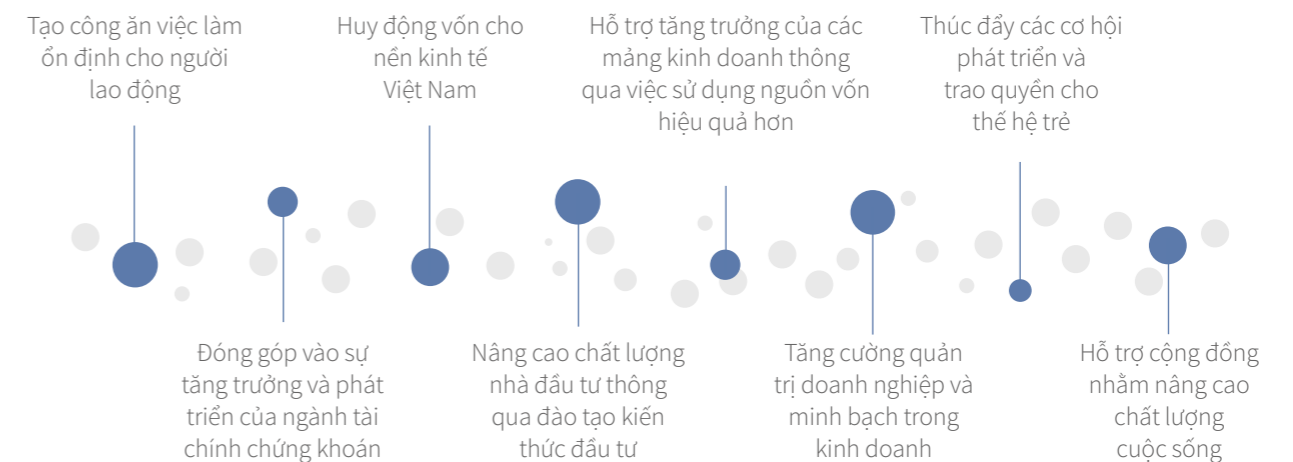 Tạo công ăn việc làm
ổn định cho người
lao động
Huy động vốn cho
nền kinh tế
Việt Nam
Hỗ trợ tăng trưởng của các
mảng kinh doanh thông
qua việc sử dụng nguồn vốn
hiệu quả hơn
Thúc đẩy các cơ hội
phát triển và
trao quyền cho
thế hệ trẻ
Đóng góp vào sự
tăng trưởng và phát
triển của ngành tài
chính chứng khoán
Nâng cao chất lượng
nhà đầu tư thông
qua đào tạo kiến
thức đầu tư
Tăng cường quản
trị doanh nghiệp và
minh bạch trong
kinh doanh
Hỗ trợ cộng đồng
nhằm nâng cao
chất lượng
cuộc sống